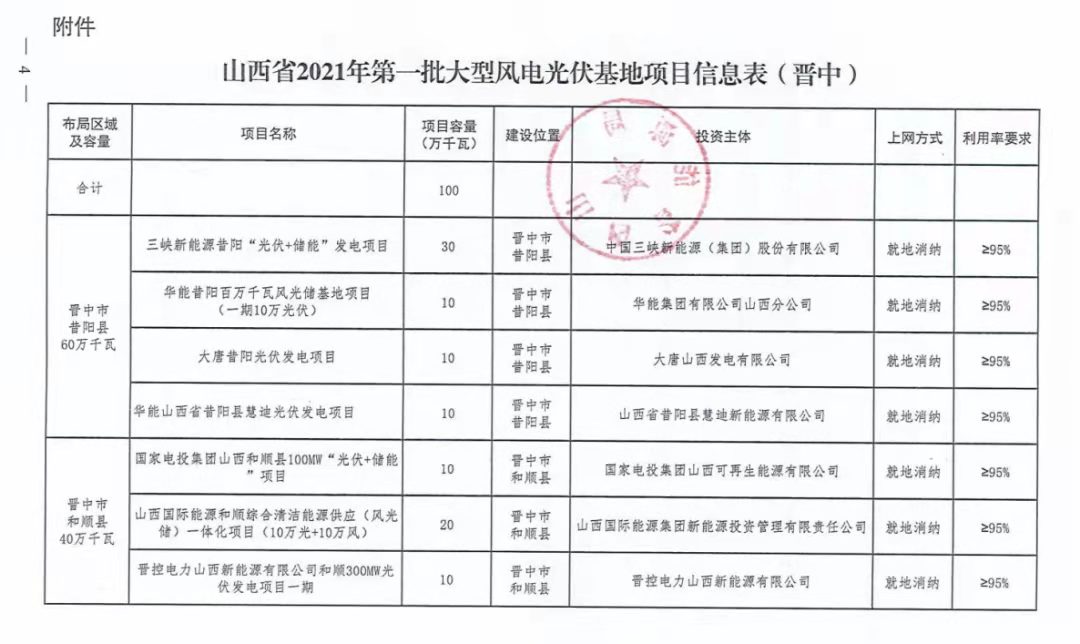 附件
— 4 —
山西省2021年第一批大型风电光伏基地项目信息表（晋中）
布局区域
及容量
项目名称
项目容量
（万千瓦）
建设位置
投资主体
上网方式
利用率要求
合计
100
晋中市
昔阳县
60万千瓦
三峡新能源昔阳“光伏+储能”发电项目
30
晋中市
昔阳县
中国三峡新能源（集团）股份有限公司
就地消纳
≥95%
华能昔阳百万千瓦风光储基地项目
（一期10万光伏）
10
晋中市
昔阳县
华能集团有限公司山西分公司
就地消纳
≥95%
大唐昔阳光伏发电项目
10
晋中市
昔阳县
大唐山西发电有限公司
就地消纳
≥95%
华能山西省昔阳县慧迪光伏发电项目
10
晋中市
昔阳县
山西省昔阳县慧迪新能源有限公司
就地消纳
≥95%
晋中市
和顺县
40万千瓦
国家电投集团山西和顺县100MW“光伏+储能
”项目
10
晋中市
和顺县
国家电投集团山西可再生能源有限公司
就地消纳
≥95%
山西国际能源和顺综合清洁能源供应（风光
储）一体化项目（10万光+10万风）
20
晋中市
和顺县
山西国际能源集团新能源投资管理有限责任公司
就地消纳
≥95%
晋控电力山西新能源有限公司和顺300MW光
伏发电项目一期
10
晋中市
和顺县
晋控电力山西新能源有限公司
就地消纳
≥95%